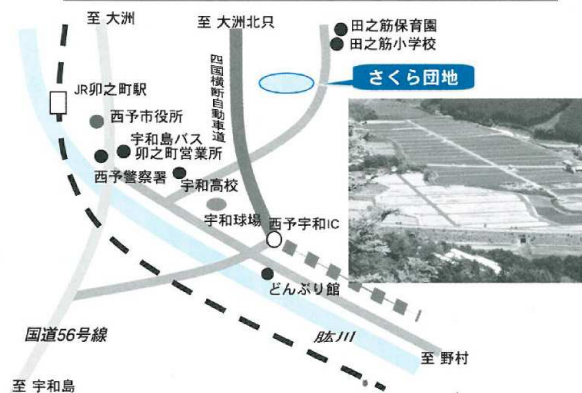 至 大洲
至 大洲北只
田之筋保育園
田之筋小学校
四国横断自動車道
さくら団地
JR卯之町駅
西予市役所
宇和島バス
卯之町営業所
西予警察署
宇和高校
宇和球場
西予宇和IC
どんぶり館
国道56号線
肱川
至 野村
至 宇和島